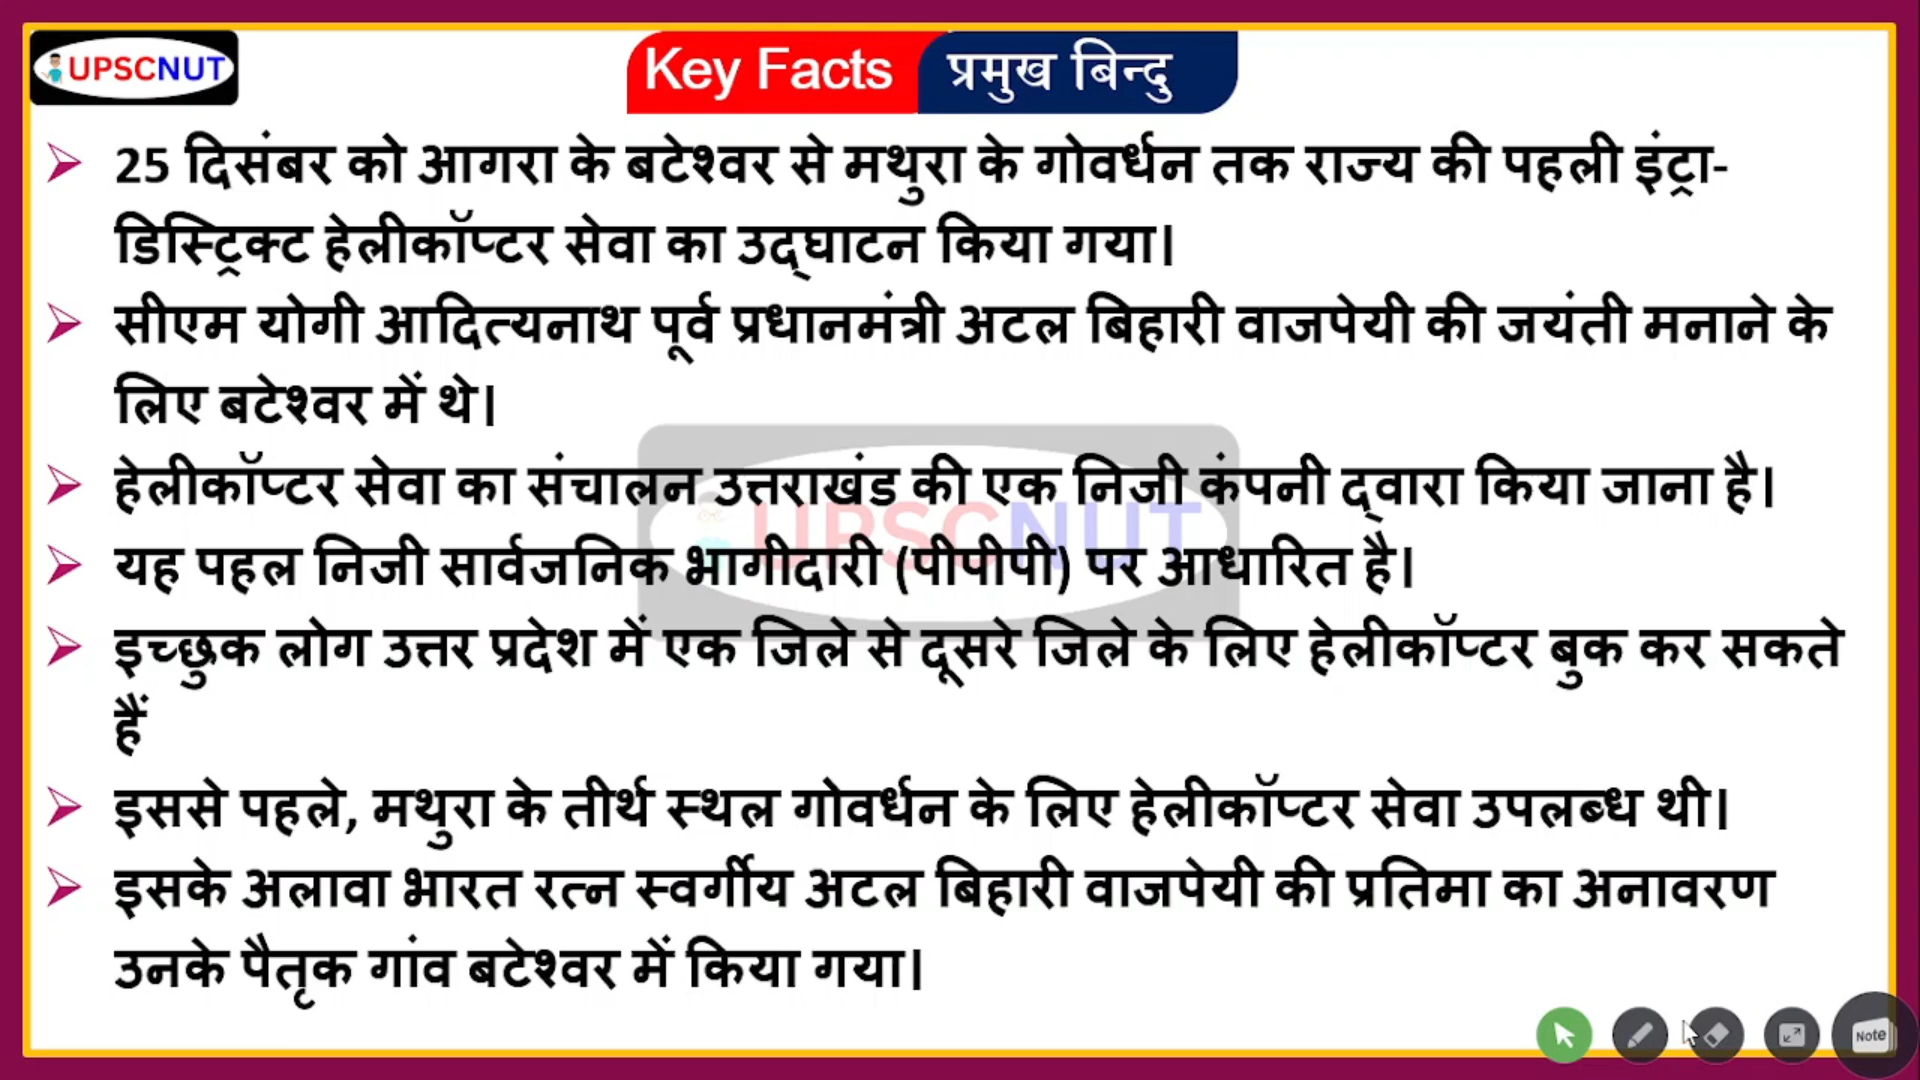 UPSCNUT
Key Facts प्रमुख बिन्दु
25 दिसंबर को आगरा के बटेश्वर से मथुरा के गोवर्धन तक राज्य की पहली इंट्रा-
डिस्ट्रिक्ट हेलीकॉप्टर सेवा का उद्घाटन किया गया।
सीएम योगी आदित्यनाथ पूर्व प्रधानमंत्री अटल बिहारी वाजपेयी की जयंती मनाने के
लिए बटेश्वर में थे।
हेलीकॉप्टर सेवा का संचालन उत्तराखंड की एक निजी कंपनी द्वारा किया जाना है।
UPSCNUT
यह पहल निजी सार्वजनिक भागीदारी (पीपीपी) पर आधारित है।
इच्छुक लोग उत्तर प्रदेश में एक जिले से दूसरे जिले के लिए हेलीकॉप्टर बुक कर सकते
हैं
इससे पहले, मथुरा के तीर्थ स्थल गोवर्धन के लिए हेलीकॉप्टर सेवा उपलब्ध थी।
इसके अलावा भारत रत्न स्वर्गीय अटल बिहारी वाजपेयी की प्रतिमा का अनावरण
उनके पैतृक गांव बटेश्वर में किया गया।
Note